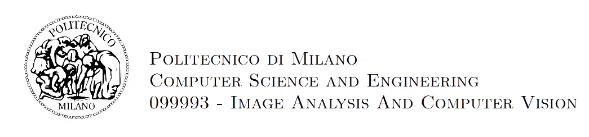 POLITECNICO
MILANO
POLITECNICO DI MILANO
COMPUTER SCIENCE AND ENGINEERING
099993 - IMAGE ANALYSIS AND COMPUTER VISION